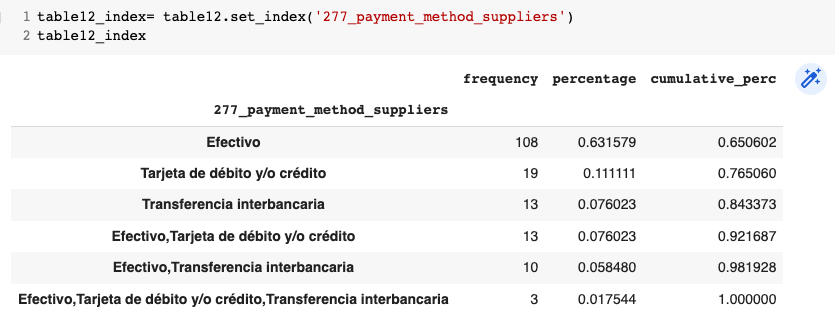 1 table12_index= table12.set_index('277_payment_method_suppliers')
2 table12_index
frequency percentage cumulative_perc
277_payment_method_suppliers
Efectivo 108 0.631579 0.650602
Tarjeta de débito y/o crédito 19 0.111111 0.765060
Transferencia interbancaria 13 0.076023 0.843373
Efectivo,Tarjeta de débito y/o crédito 13 0.076023 0.921687
Efectivo,Transferencia interbancaria 10 0.058480 0.981928
Efectivo,Tarjeta de débito y/o crédito,Transferencia interbancaria 3 0.017544 1.000000